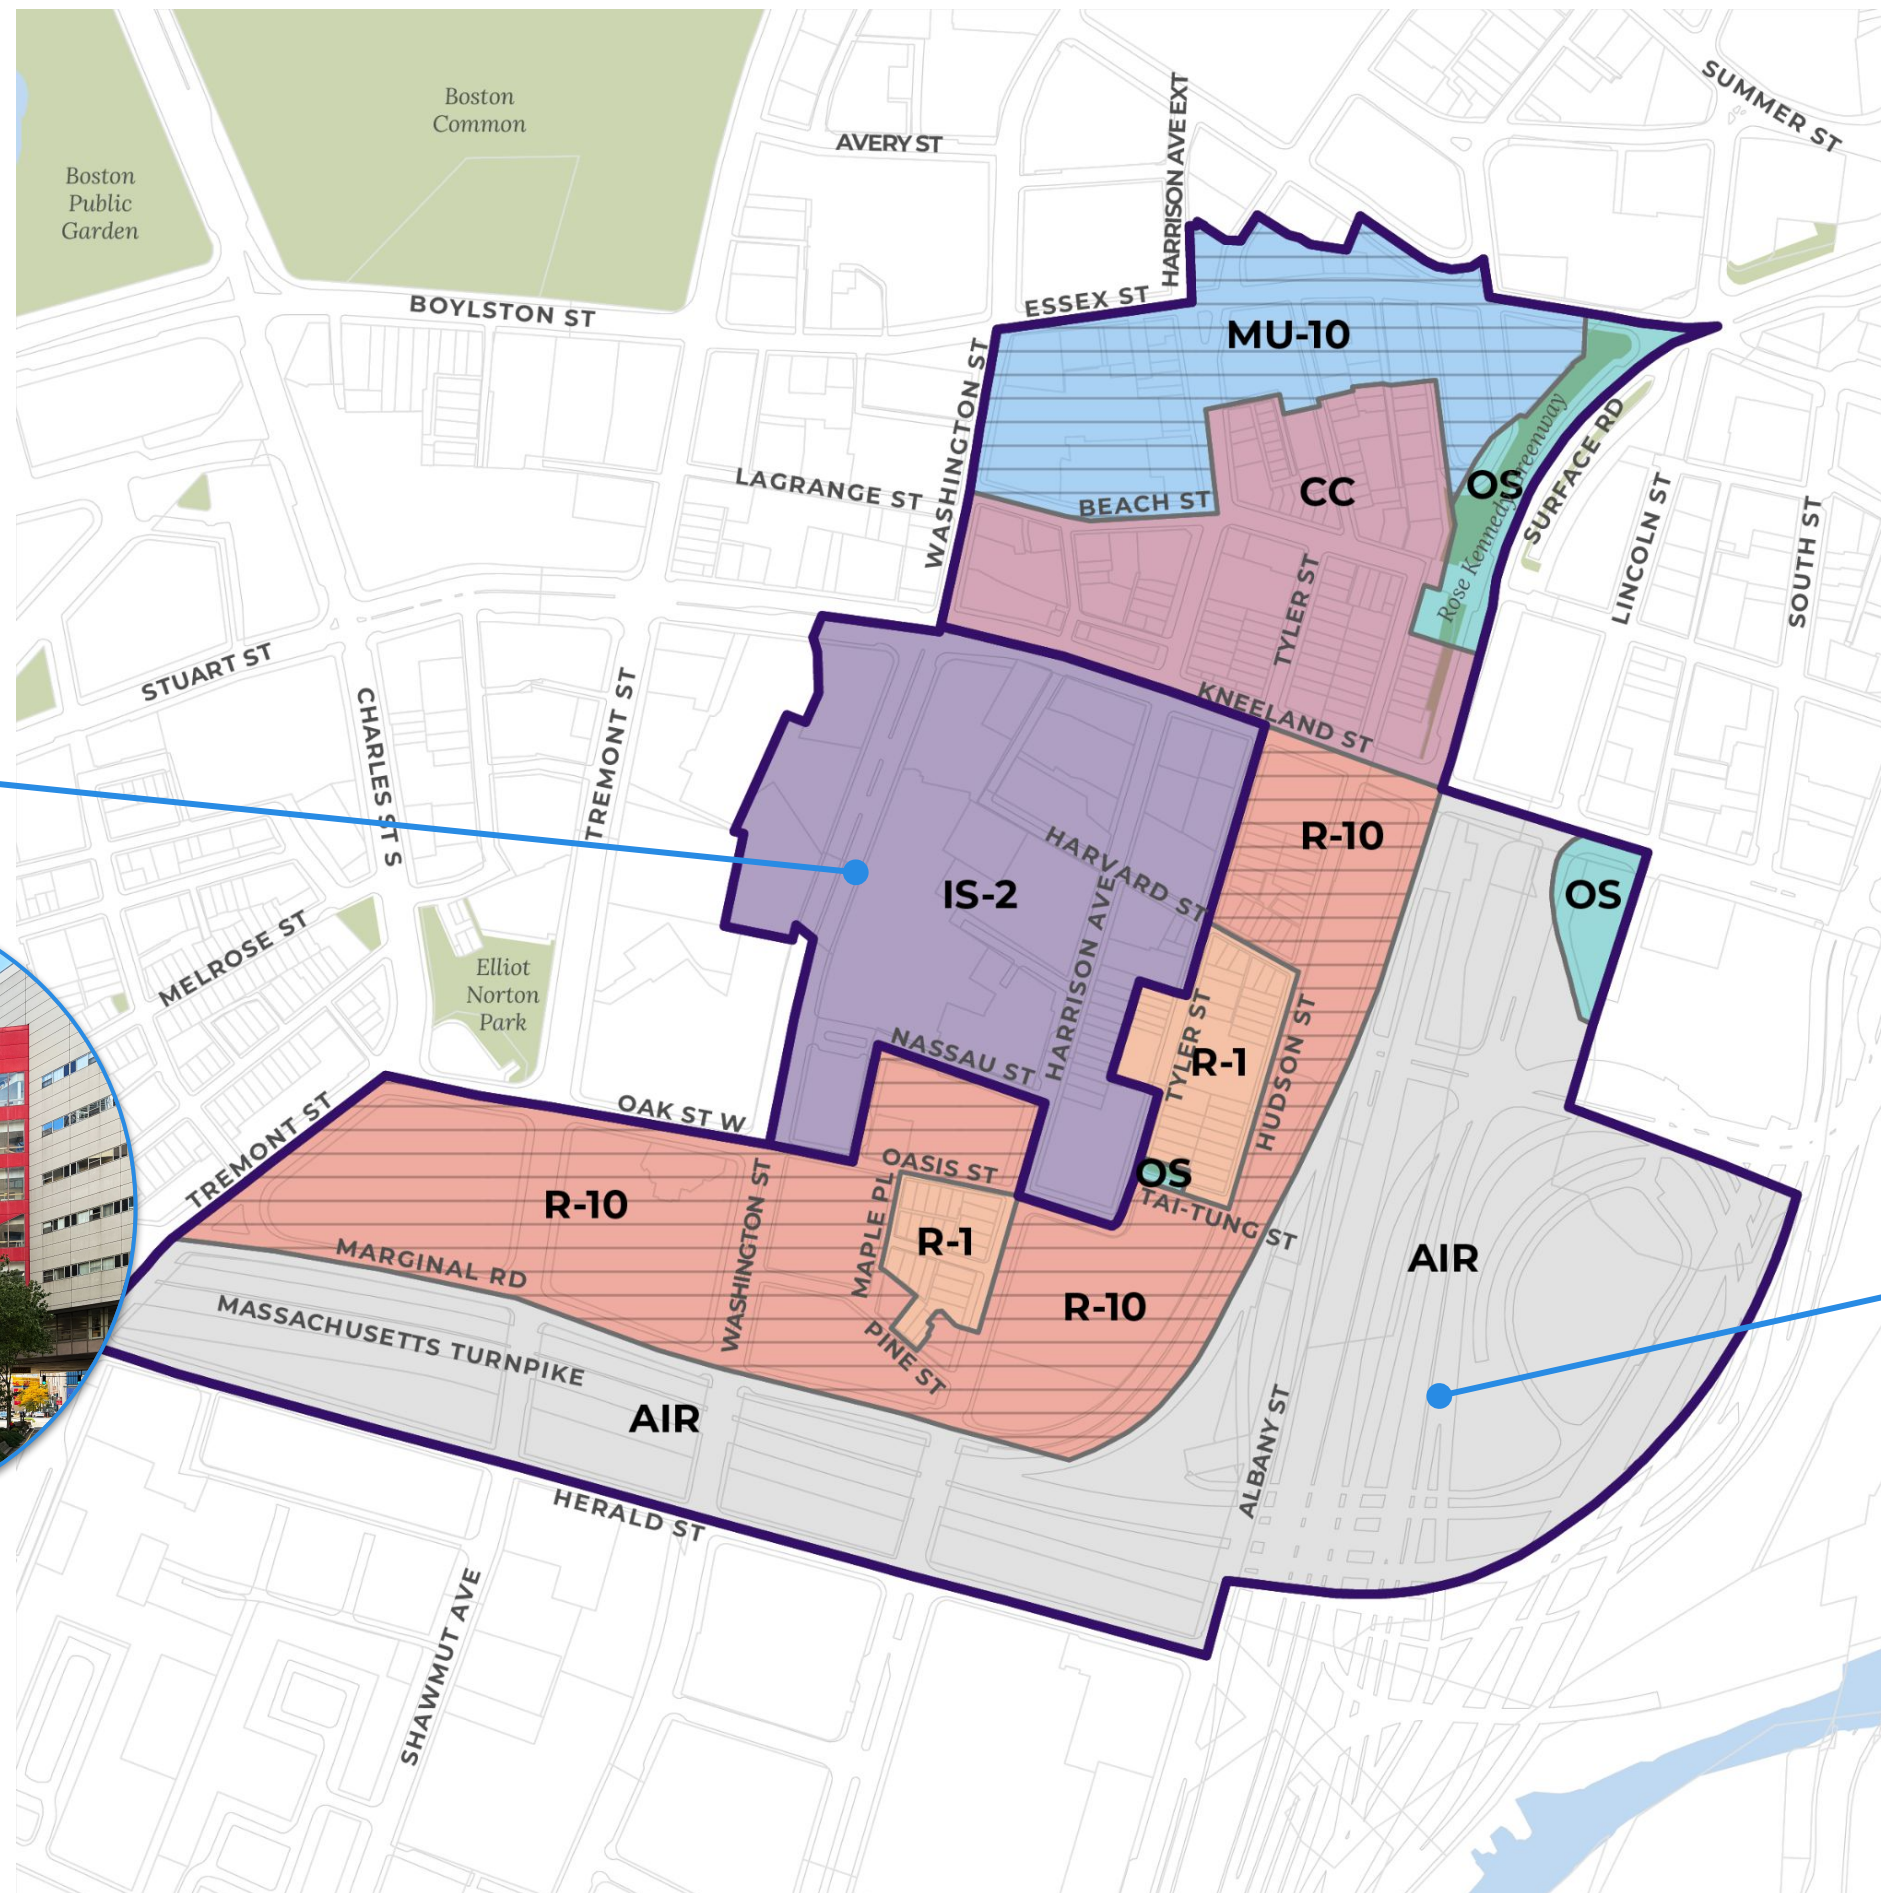 SUMMER ST
Boston
Common
AVERY ST
HARRISON AVE EXT
Boston
Public
Garden
BOYLSTON ST
ESSEX ST
MU-10
WASHINGTON ST
LAGRANGE ST
BEACH ST
CC
OS
Rose Kennedy Greenway
SURFACE RD
LINCOLN ST
SOUTH ST
TYLER ST
STUART ST
CHARLES ST S
TREMONT ST
KNEELAND ST
R-10
HARVARD ST
IS-2
HARRISON AVE
OS
MELROSE ST
Elliot
Norton
Park
NASSAU ST
TYLER ST
R-1
HUDSON ST
TREMONT ST
OAK ST W
OASIS ST
OS
TAI-TUNG ST
R-10
WASHINGTON ST
MAPLE PL
R-1
AIR
MARGINAL RD
R-10
MASSACHUSETTS TURNPIKE
PINE ST
AIR
ALBANY ST
HERALD ST
SHAWMUT AVE